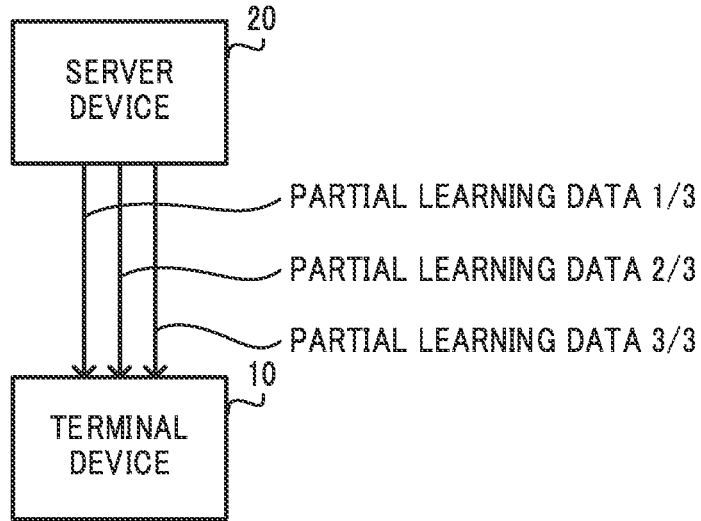 20
SERVER
DEVICE
PARTIAL LEARNING DATA 1/3
PARTIAL LEARNING DATA 2/3
PARTIAL LEARNING DATA 3/3
10
TERMINAL
DEVICE